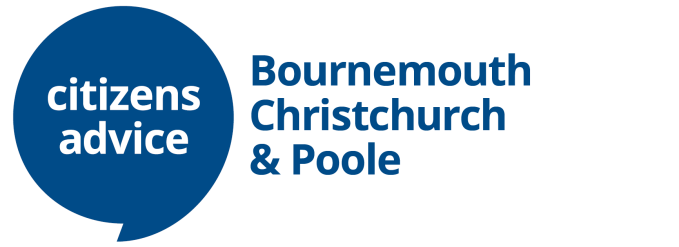 citizens
advice
Bournemouth
Christchurch
& Poole